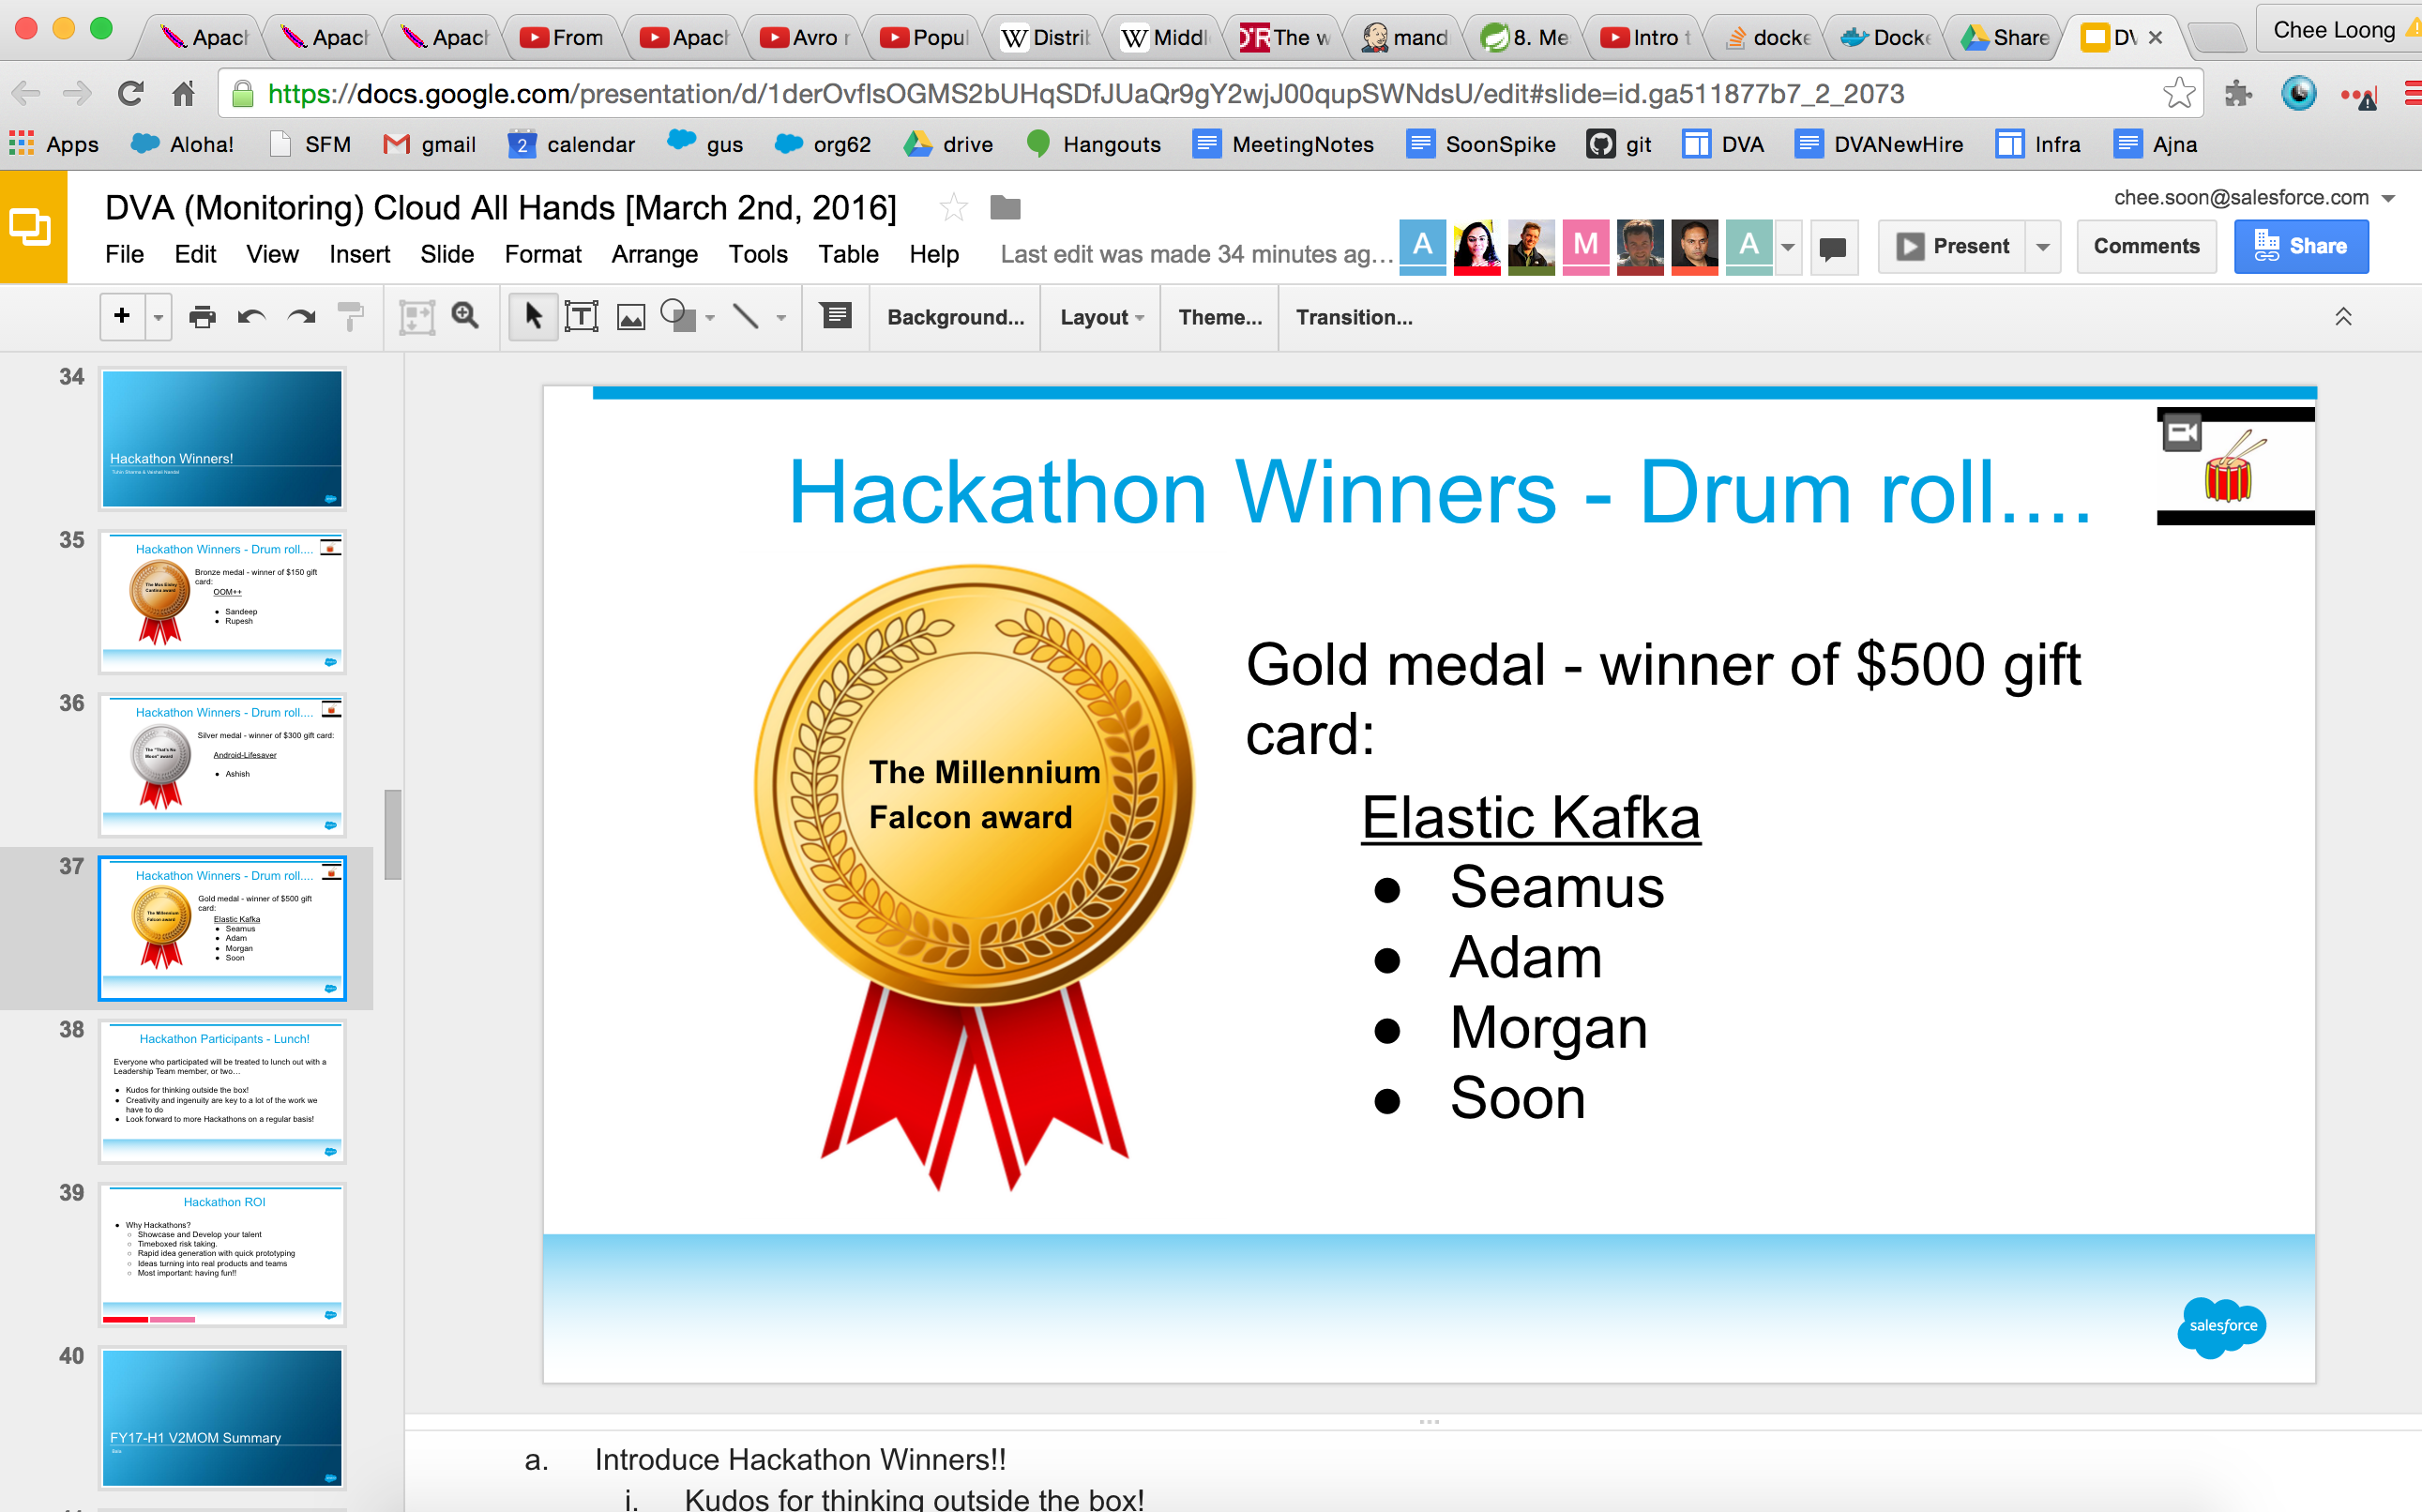 Apach
Apach
Apach
From
Apach
Avro r
Popul
Distrib
Middl
The w
mand
8. Me
Intro t
docke
Docke
Share
DV
Chee Loong
https://docs.google.com/presentation/d/1derOvflsOGMS2bUHqSDfJUaQr9gY2wjJ00qupSWNdsU/edit#slide=id.ga511877b7_2_2073
Apps
Aloha!
SFM
gmail
2
calendar
gus
org62
drive
Hangouts
MeetingNotes
SoonSpike
git
DVA
DVANewHire
Infra
Ajna
DVA (Monitoring) Cloud All Hands [March 2nd, 2016]
chee.soon@salesforce.com
File Edit View Insert Slide Format Arrange Tools Table Help Last edit was made 34 minutes ag...
A
M
A
Present
Comments
Share
Background...
Layout
Theme...
Transition...
34
Hackathon Winners!
35
Hackathon Winners - Drum roll....
Bronze medal - winner of $150 gift
card:
OOM++
● Sandeep
● Rupesh
36
Hackathon Winners - Drum roll....
The "That's No
Moon" award
Silver medal - winner of $300 gift card:
Android-Lifesaver
● Ashish
37
Hackathon Winners - Drum roll....
The Millennium
Falcon award
Gold medal - winner of $500 gift
card:
Elastic Kafka
● Seamus
● Adam
● Morgan
● Soon
38
Hackathon Participants - Lunch!
Everyone who participated will be treated to lunch out with a
Leadership Team member, or two...
● Kudos for thinking outside the box!
● Creativity and ingenuity are key to a lot of the work we
have to do
● Look forward to more Hackathons on a regular basis!
39
Hackathon ROI
● Why Hackathons?
○ Showcase and Develop your talent
○ Timeboxed risk taking.
○ Rapid idea generation with quick prototyping
○ Ideas turning into real products and teams
○ Most important: having fun!!
40
FY17-H1 V2MOM Summary
Hackathon Winners - Drum roll....
The Millennium
Falcon award
Gold medal - winner of $500 gift
card:
Elastic Kafka
● Seamus
● Adam
● Morgan
● Soon
salesforce
a. Introduce Hackathon Winners!!
i. Kudos for thinking outside the box!